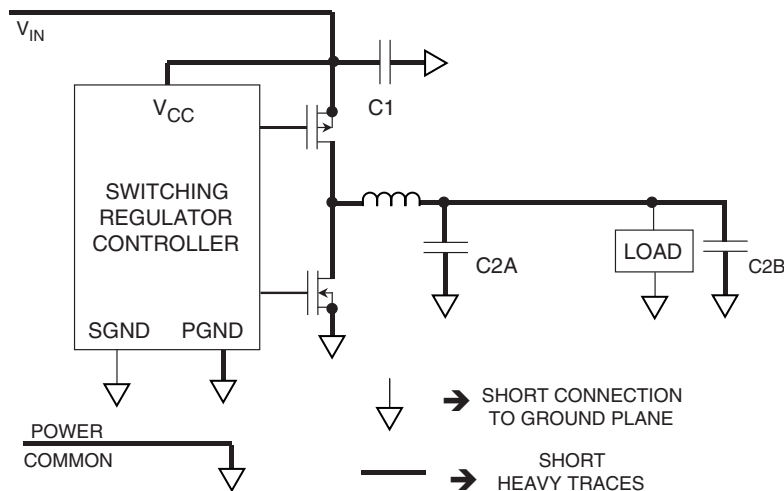 V_IN
C1
V_CC
SWITCHING
REGULATOR
CONTROLLER
LOAD
C2A
C2B
SGND PGND
SHORT CONNECTION
TO GROUND PLANE
POWER
COMMON
SHORT
HEAVY TRACES